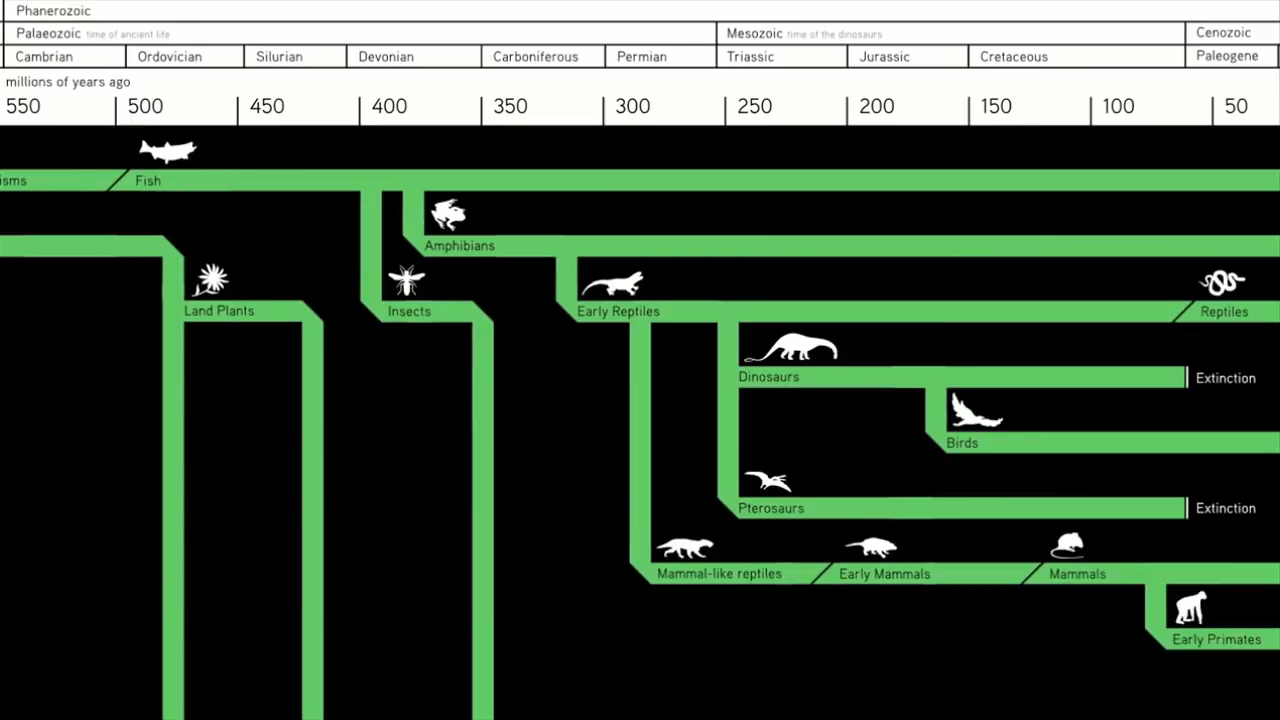 Phanerozoic
Palaeozoic time of ancient life
Mesozoic time of the dinosaurs
Cenozoic
Cambrian
Ordovician
Silurian
Devonian
Carboniferous
Permian
Triassic
Jurassic
Cretaceous
Paleogene
millions of years ago
550 500 450 400 350 300 250 200 150 100 50
isms
Fish
Amphibians
Land Plants
Insects
Early Reptiles
Reptiles
Dinosaurs
Extinction
Birds
Pterosaurs
Extinction
Mammal-like reptiles
Early Mammals
Mammals
Early Primates